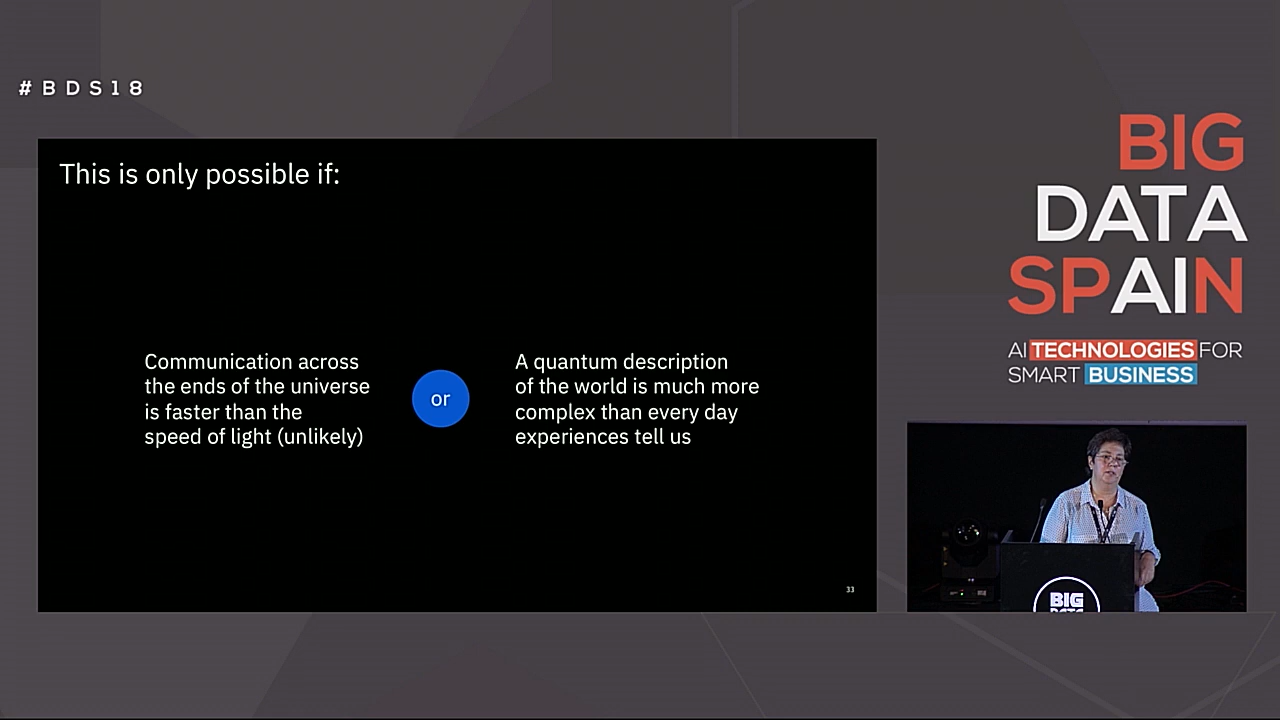 #BDS18
This is only possible if:
Communication across
the ends of the universe
is faster than the
speed of light (unlikely)
or
A quantum description
of the world is much more
complex than every day
experiences tell us
33
BIG
DATA
SPAIN
AI TECHNOLOGIES FOR
SMART BUSINESS
BIG
DATA